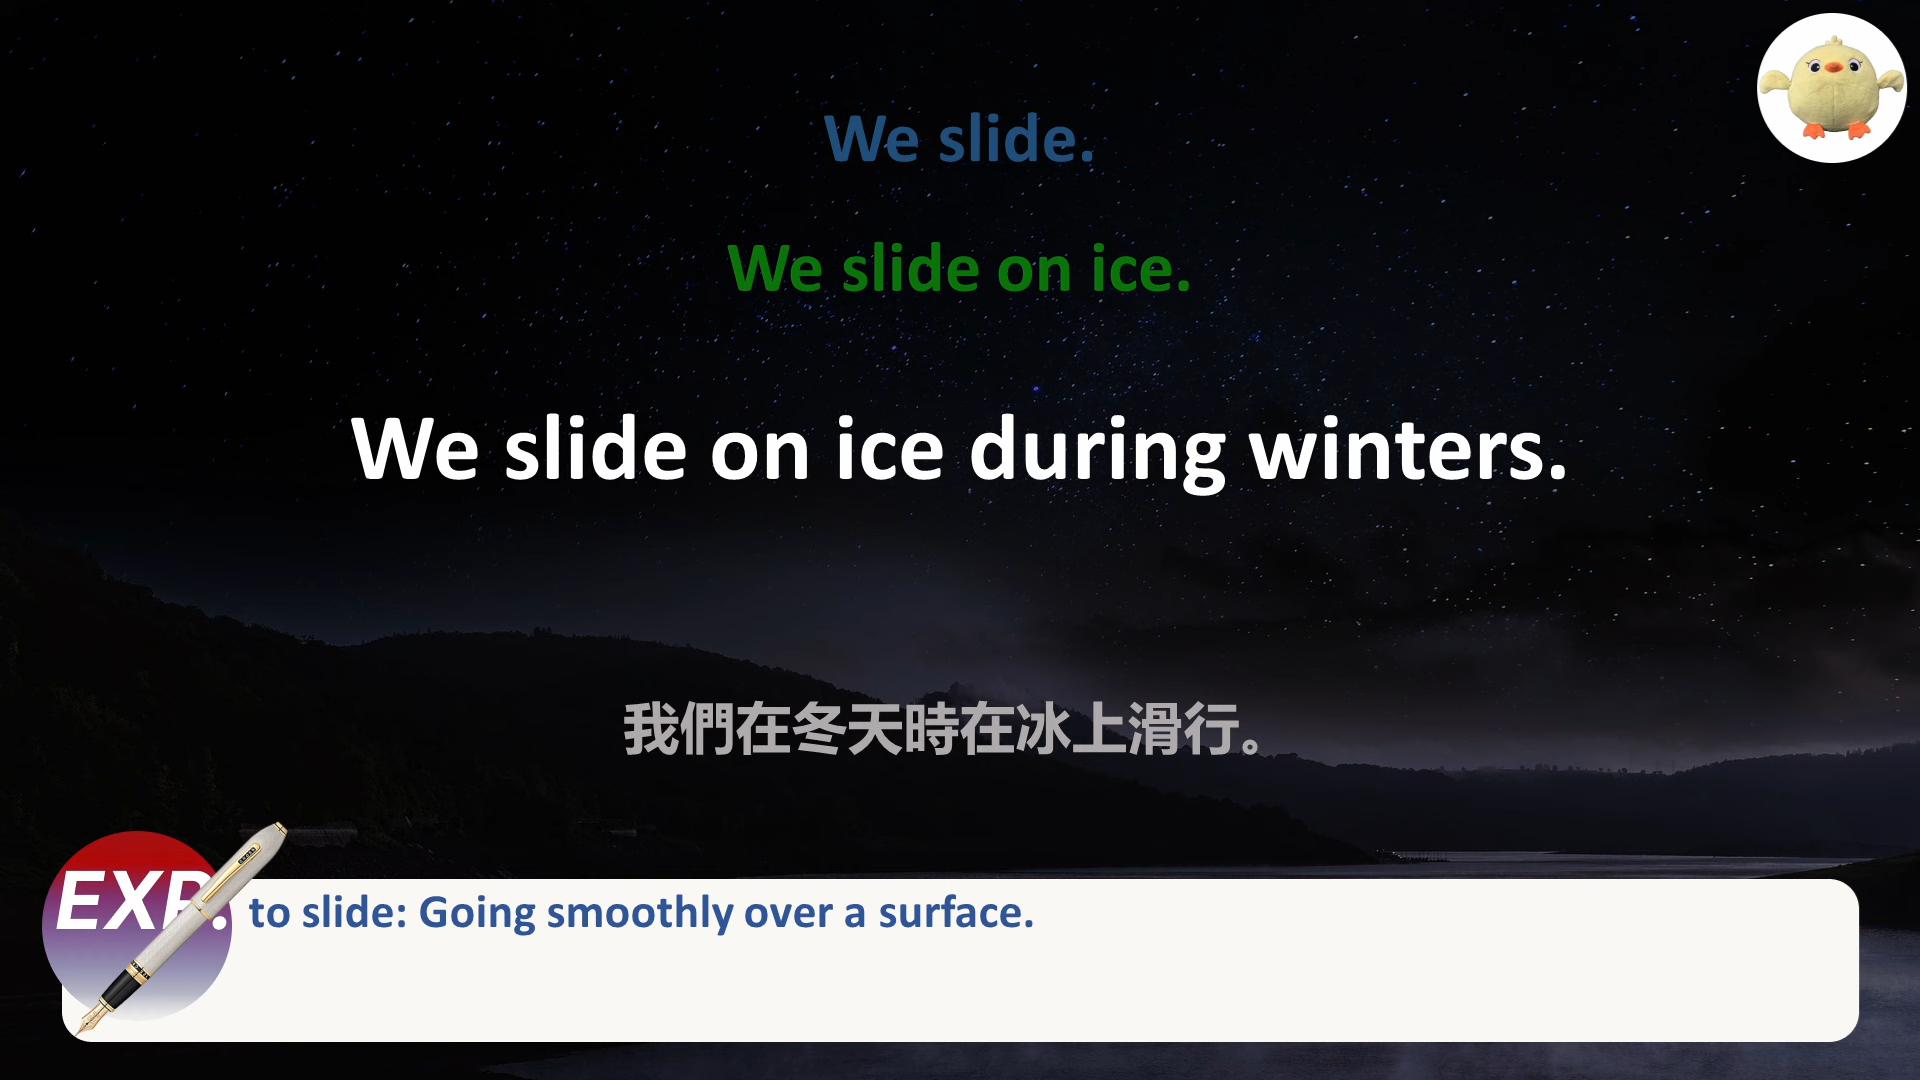 We slide.
We slide on ice.
We slide on ice during winters.
我們在冬天時在冰上滑行。
EXP.
to slide: Going smoothly over a surface.